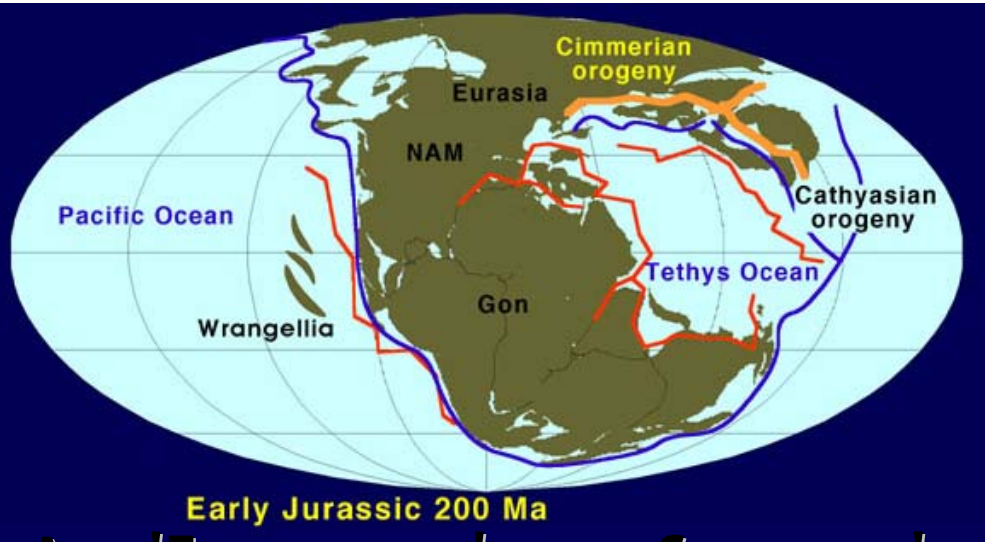 Cimmerian
orogeny
Eurasia
NAM
Pacific Ocean
Cathyasian
orogeny
Tethys Ocean
Gon
Wrangellia
Early Jurassic 200 Ma